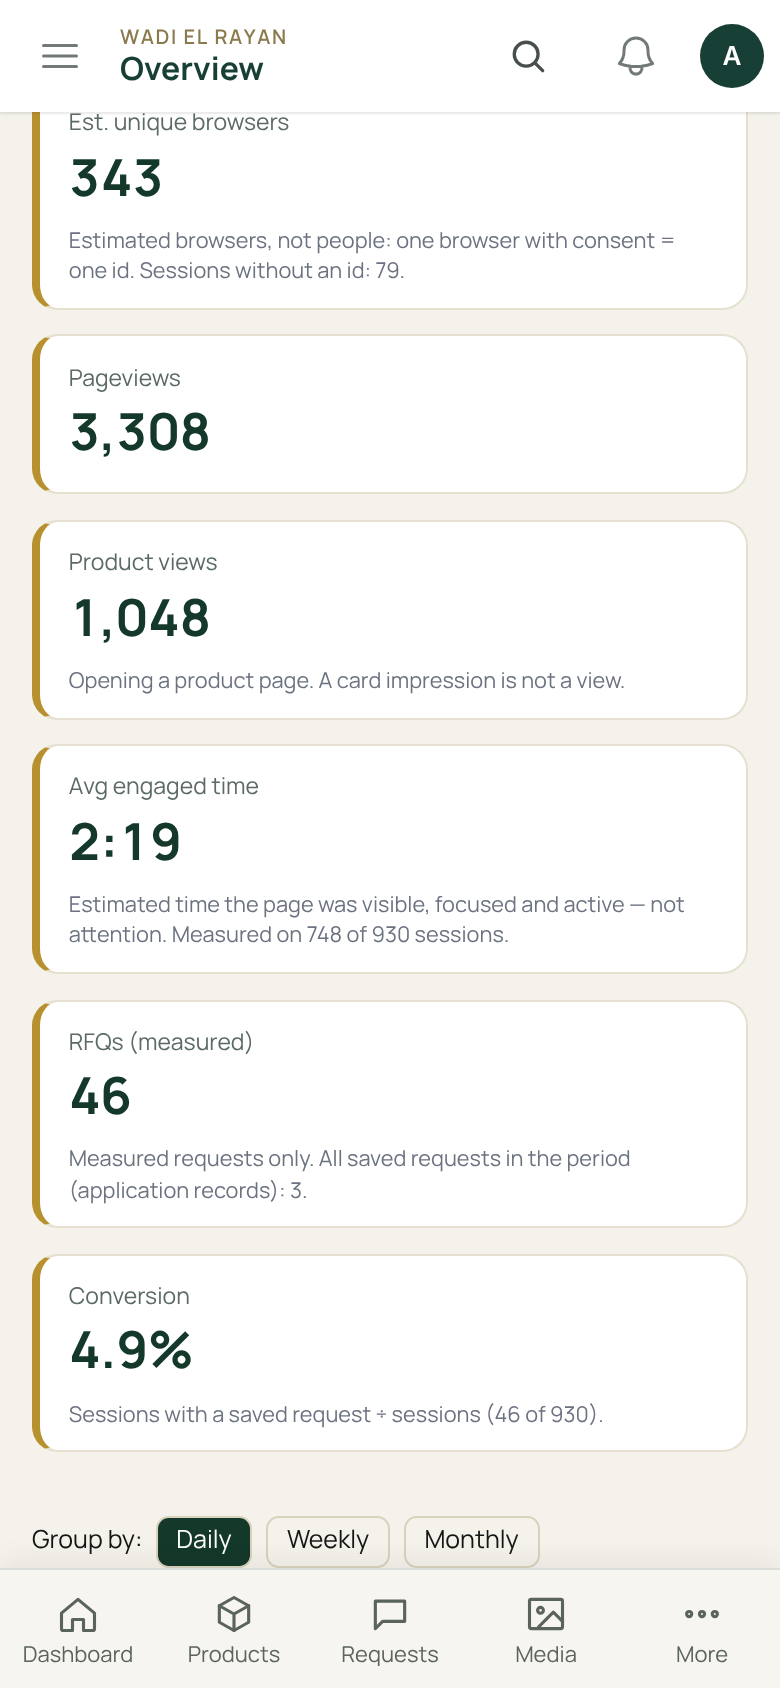 WADI EL RAYAN
Overview
A
Est. unique browsers
343
Estimated browsers, not people: one browser with consent =
one id. Sessions without an id: 79.
Pageviews
3,308
Product views
1,048
Opening a product page. A card impression is not a view.
Avg engaged time
2:19
Estimated time the page was visible, focused and active — not
attention. Measured on 748 of 930 sessions.
RFQs (measured)
46
Measured requests only. All saved requests in the period
(application records): 3.
Conversion
4.9%
Sessions with a saved request ÷ sessions (46 of 930).
Group by: Daily Weekly Monthly
Dashboard Products Requests Media More